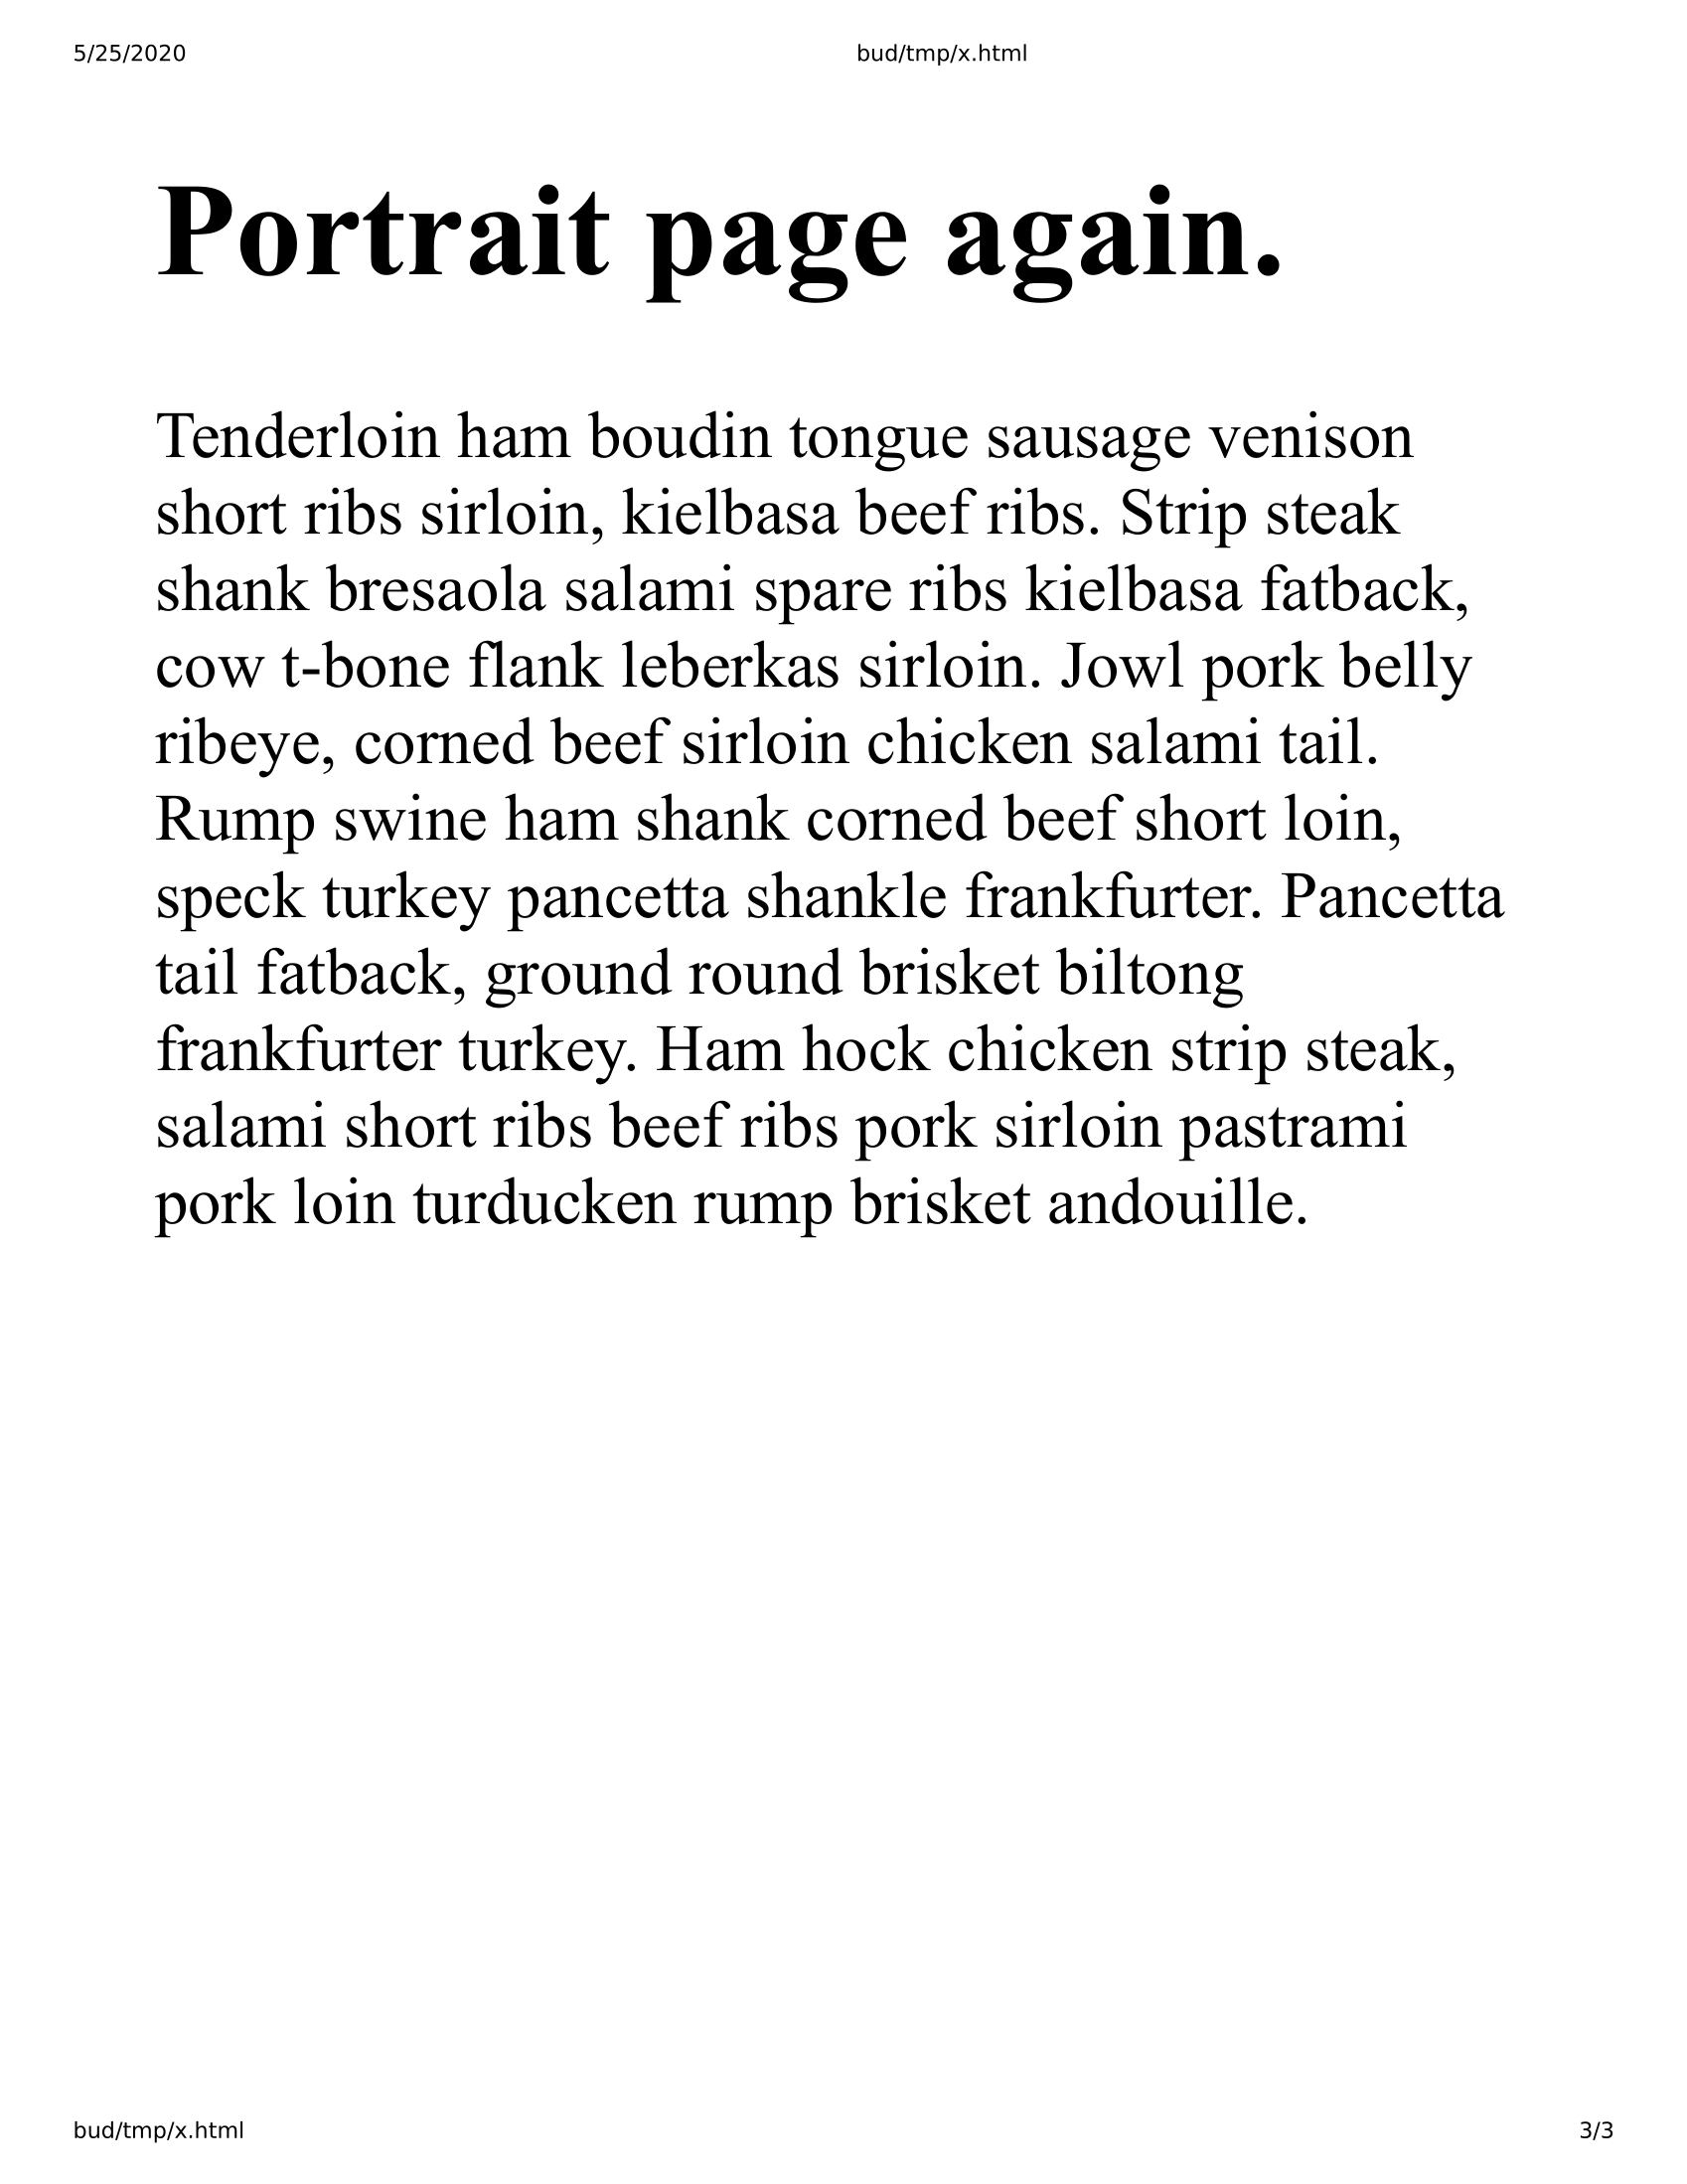 5/25/2020 bud/tmp/x.html
Portrait page again.
Tenderloin ham boudin tongue sausage venison
short ribs sirloin, kielbasa beef ribs. Strip steak
shank bresaola salami spare ribs kielbasa fatback,
cow t-bone flank leberkas sirloin. Jowl pork belly
ribeye, corned beef sirloin chicken salami tail.
Rump swine ham shank corned beef short loin,
speck turkey pancetta shankle frankfurter. Pancetta
tail fatback, ground round brisket biltong
frankfurter turkey. Ham hock chicken strip steak,
salami short ribs beef ribs pork sirloin pastrami
pork loin turducken rump brisket andouille.
bud/tmp/x.html 3/3